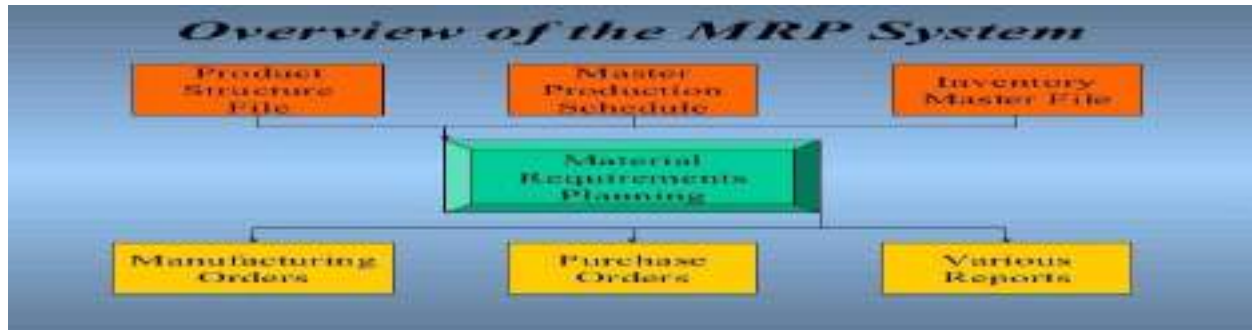 Overview of the MRP System
Product
Structure
File
Master
Production
Schedule
Inventory
Master File
Material
Requirements
Planning
Manufacturing
Orders
Purchase
Orders
Various
Reports